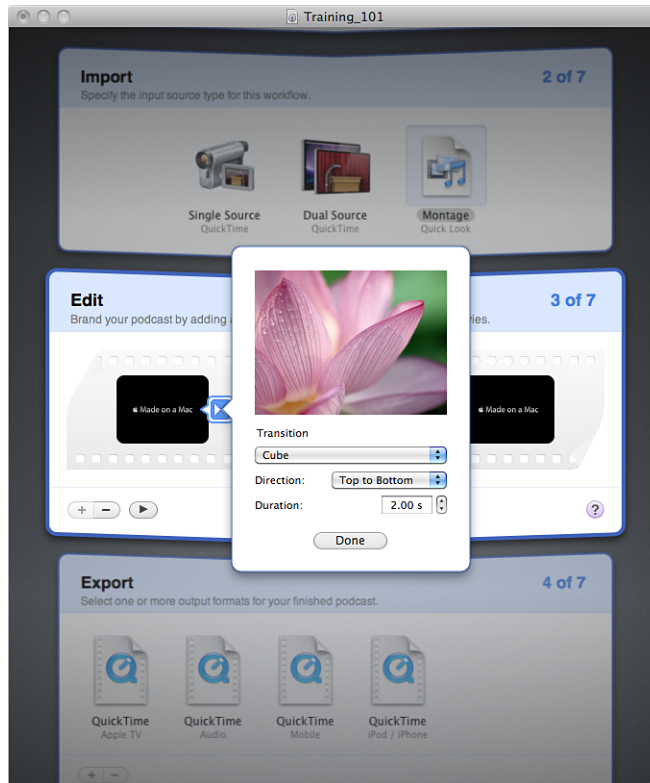 Training_101
Import
2 of 7
Specify the input source type for this workflow.
Single Source
QuickTime
Dual Source
QuickTime
Montage
Quick Look
Edit
3 of 7
Brand your podcast by adding
vies.
Made on a Mac
Made on a Mac
Transition
Cube
Direction:
Top to Bottom
Duration:
2.00 s
Done
?
Export
4 of 7
Select one or more output formats for your finished podcast.
QuickTime
Apple TV
QuickTime
Audio
QuickTime
Mobile
QuickTime
iPod / iPhone